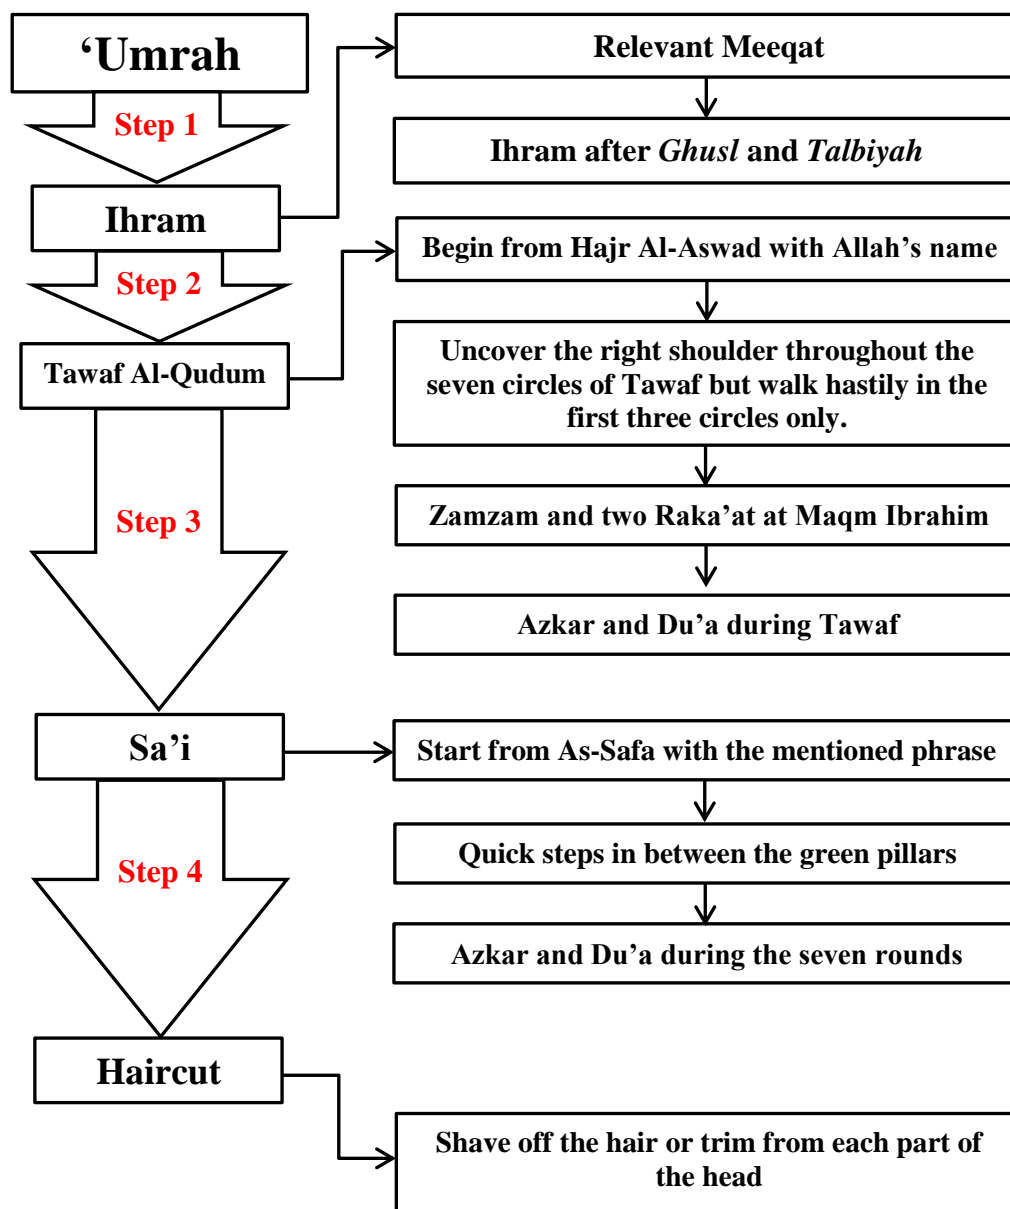 ‘Umrah
Step 1
Ihram
Relevant Meeqat
Ihram after Ghusl and Talbiyah
Step 2
Tawaf Al-Qudum
Begin from Hajr Al-Aswad with Allah’s name
Uncover the right shoulder throughout the
seven circles of Tawaf but walk hastily in the
first three circles only.
Zamzam and two Raka’at at Maqm Ibrahim
Azkar and Du’a during Tawaf
Step 3
Sa’i
Start from As-Safa with the mentioned phrase
Quick steps in between the green pillars
Azkar and Du’a during the seven rounds
Step 4
Haircut
Shave off the hair or trim from each part of
the head